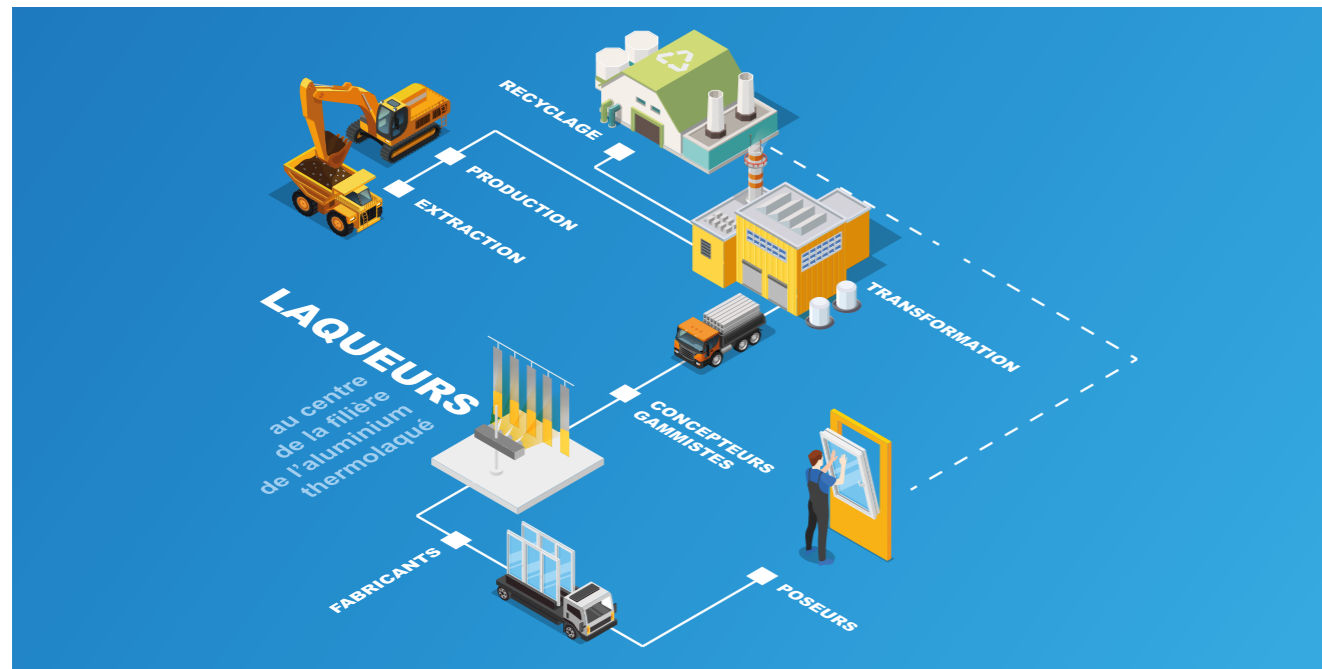 RECYCLAGE
PRODUCTION
EXTRACTION
TRANSFORMATION
LAQUEURS
au centre
de la filière
de l'aluminium
thermolaqué
CONCEPTEURS
GAMMISTES
FABRICANTS
POSEURS